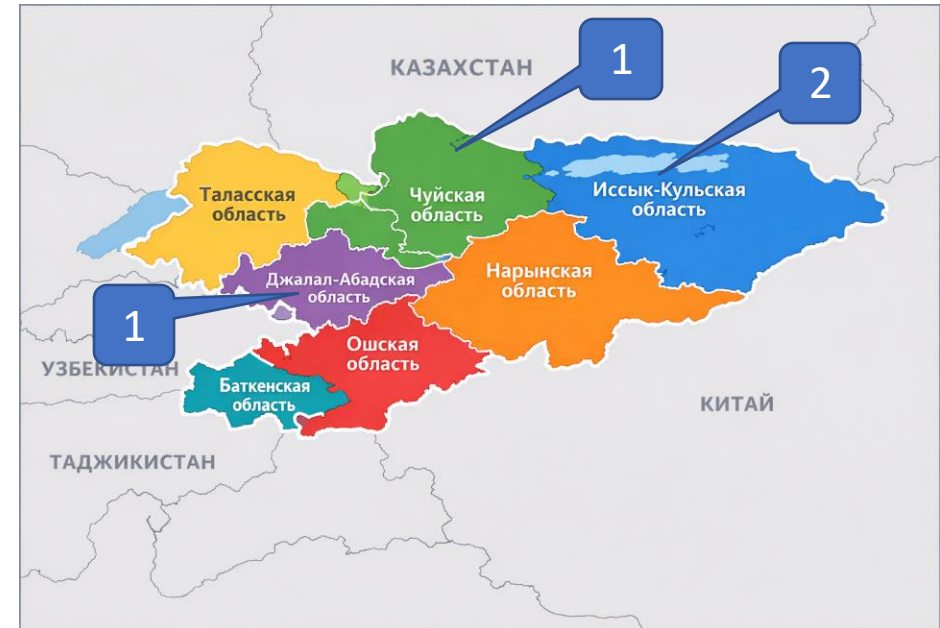 1
КАЗАХСТАН
2
Таласская
область
Чуйская
область
Иссык-Кульская
область
Джалал-Абадская
область
Нарынская
область
1
Ошская
область
УЗБЕКИСТАН
Баткенская
область
КИТАЙ
ТАДЖИКИСТАН